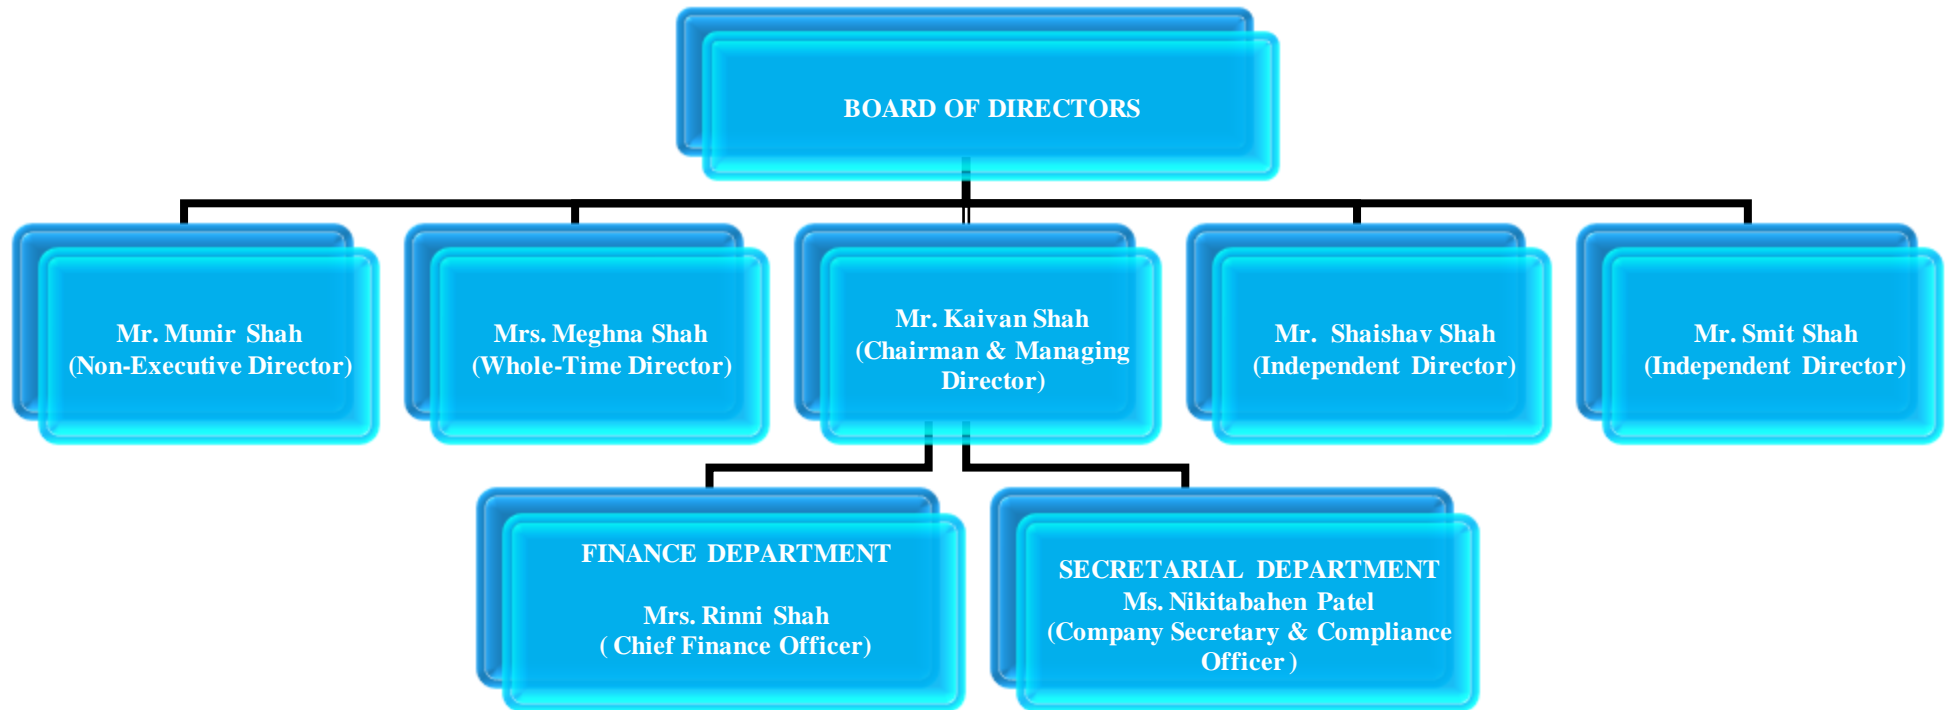 BOARD OF DIRECTORS
Mr. Munir Shah
(Non-Executive Director)
Mrs. Meghna Shah
(Whole-Time Director)
Mr. Kaivan Shah
(Chairman & Managing
Director)
Mr. Shaishav Shah
(Independent Director)
Mr. Smit Shah
(Independent Director)
FINANCE DEPARTMENT
Mrs. Rinni Shah
( Chief Finance Officer)
SECRETARIAL DEPARTMENT
Ms. Nikitabahen Patel
(Company Secretary & Compliance
Officer )